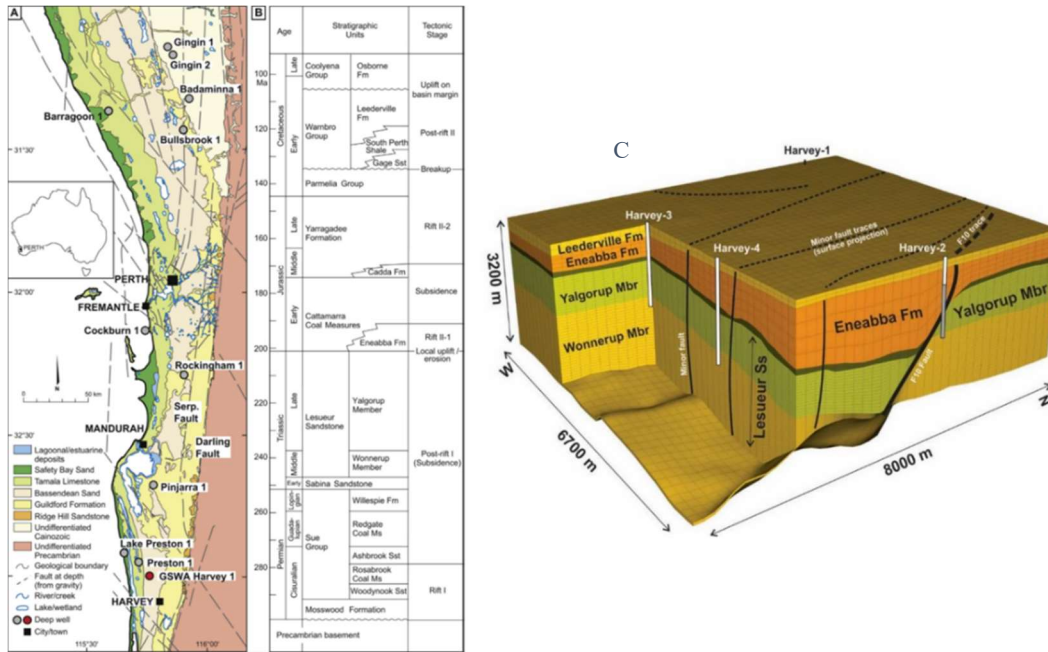 A
Gingin 1
Gingin 2
Badaminna 1
Barragoon 1
Bullsbrook 1
31°30'
PERTH
PERTH
32°00'
FREMANTLE
Cockburn 1
N
0
50 km
Rockingham 1
Serp.
Fault
MANDURAH
32°30'
Darling
Fault
Pinjarra 1
Lake Preston 1
Preston 1
GSWA Harvey 1
HARVEY
Lagoonal/estuarine
deposits
Safety Bay Sand
Tamala Limestone
Bassendean Sand
Guildford Formation
Ridge Hill Sandstone
Undifferentiated
Cainozoic
Undifferentiated
Precambrian
Geological boundary
Fault at depth
(from gravity)
River/creek
Lake/wetland
Deep well
City/town
115°30'
116°00'
B
Age
Stratigraphic
Units
Tectonic
Stage
100
Ma
120
140
160
180
200
220
240
260
280
Cretaceous
Late
Early
Jurassic
Late
Middle
Early
Triassic
Late
Middle
Early
Permian
Lopin-
gian
Guada-
lupian
Cisuralian
Coolyena
Group
Osborne
Fm
Warnbro
Group
Leederville
Fm
South Perth
Shale
Gage Sst
Parmelia Group
Yarragadee
Formation
Cadda Fm
Cattamarra
Coal Measures
Eneabba Fm
Lesueur
Sandstone
Yalgorup
Member
Wonnerup
Member
Sabina Sandstone
Sue
Group
Willespie Fm
Redgate
Coal Ms
Ashbrook Sst
Rosabrook
Coal Ms
Woodynook Sst
Mosswood Formation
Precambrian basement
Uplift on
basin margin
Post-rift II
Breakup
Rift II-2
Subsidence
Rift II-1
Local uplift /
erosion
Post-rift I
(Subsidence)
Rift I
C
Harvey-1
Harvey-3
Harvey-4
Harvey-2
Minor fault traces
(surface projection)
F10 trace
Leederville Fm
Eneabba Fm
Yalgorup Mbr
Wonnerup Mbr
Minor fault
Lesueur Ss
Eneabba Fm
Yalgorup Mbr
F10 Fault
3200 m
W
6700 m
8000 m
N